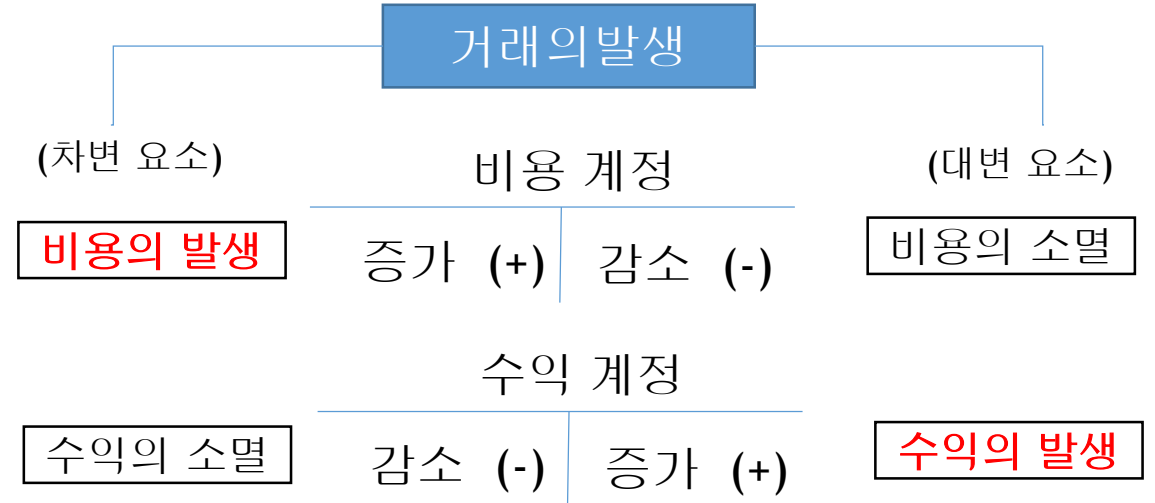 거래의발생
(차변 요소)
비용 계정
(대변 요소)
비용의 발생
증가 (+)
감소 (-)
비용의 소멸
수익 계정
수익의 소멸
감소 (-)
증가 (+)
수익의 발생